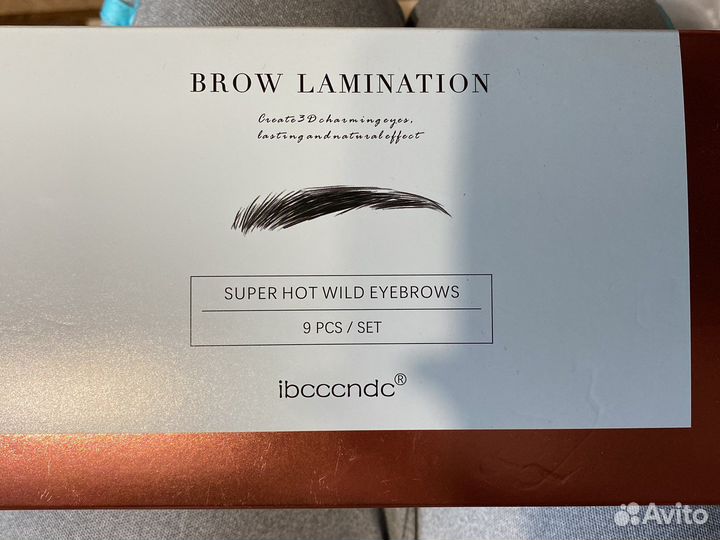 BROW LAMINATION
Create3Dcharmingeyes,
lastingandnaturaleffect
SUPER HOT WILD EYEBROWS
9 PCS / SET
ibcccndc®
Avito